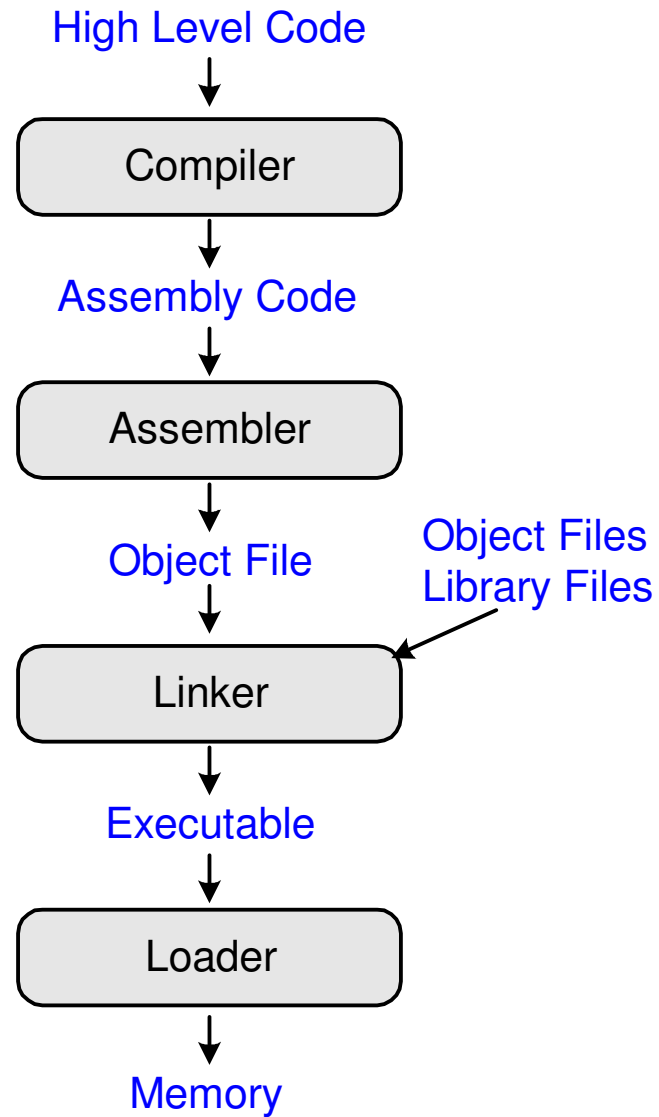 High Level Code
Compiler
Assembly Code
Assembler
Object File
Object Files
Library Files
Linker
Executable
Loader
Memory